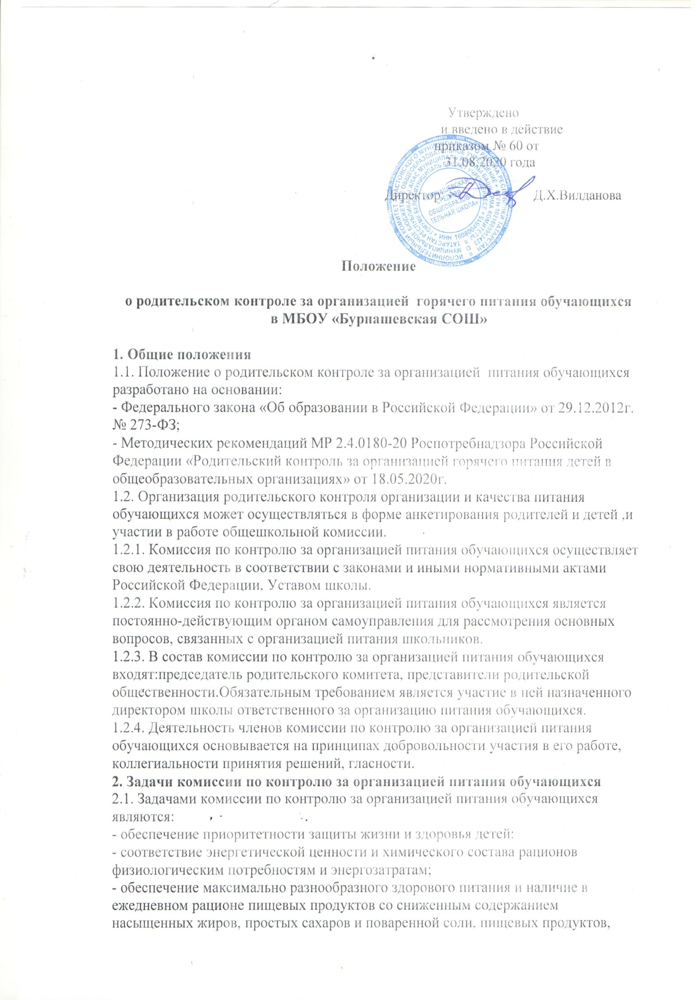 Утверждено
и введено в действие
приказом № 60 от
31.08.2020 года
Директор: Д.Х.Вилданова
«БУРНАШЕВСКАЯ
СРЕДНЯЯ
ОБЩЕОБРАЗОВА-
ТЕЛЬНАЯ ШКОЛА»
* ИНН 1608004515 *
Положение
о родительском контроле за организацией горячего питания обучающихся
в МБОУ «Бурнашевская СОШ»
1. Общие положения
1.1. Положение о родительском контроле за организацией питания обучающихся
разработано на основании:
- Федерального закона «Об образовании в Российской Федерации» от 29.12.2012г.
№ 273-ФЗ;
- Методических рекомендаций МР 2.4.0180-20 Роспотребнадзора Российской
Федерации «Родительский контроль за организацией горячего питания детей в
общеобразовательных организациях» от 18.05.2020г.
1.2. Организация родительского контроля организации и качества питания
обучающихся может осуществляться в форме анкетирования родителей и детей ,и
участии в работе общешкольной комиссии.
1.2.1. Комиссия по контролю за организацией питания обучающихся осуществляет
свою деятельность в соответствии с законами и иными нормативными актами
Российской Федерации, Уставом школы.
1.2.2. Комиссия по контролю за организацией питания обучающихся является
постоянно-действующим органом самоуправления для рассмотрения основных
вопросов, связанных с организацией питания школьников.
1.2.3. В состав комиссии по контролю за организацией питания обучающихся
входят:председатель родительского комитета, представители родительской
общественности.Обязательным требованием является участие в ней назначенного
директором школы ответственного за организацию питания обучающихся.
1.2.4. Деятельность членов комиссии по контролю за организацией питания
обучающихся основывается на принципах добровольности участия в его работе,
коллегиальности принятия решений, гласности.
2. Задачи комиссии по контролю за организацией питания обучающихся
2.1. Задачами комиссии по контролю за организацией питания обучающихся
являются:
- обеспечение приоритетности защиты жизни и здоровья детей;
- соответствие энергетической ценности и химического состава рационов
физиологическим потребностям и энергозатратам;
- обеспечение максимально разнообразного здорового питания и наличие в
ежедневном рационе пищевых продуктов со сниженным содержанием
насыщенных жиров, простых сахаров и поваренной соли, пищевых продуктов,